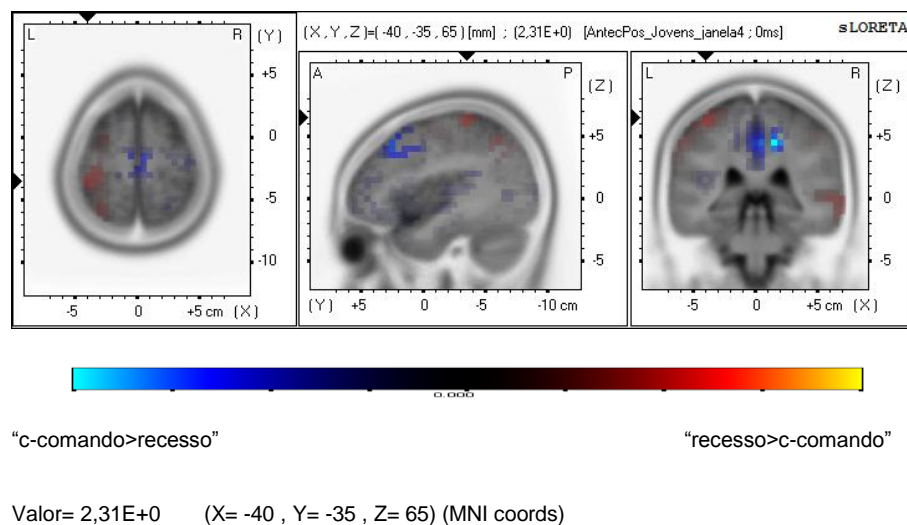 (X, Y, Z)=( -40 , -35 , 65 ) [mm] ; (2,31E+0) [AntecPos_Jovens_janela4 ; 0ms] sLORETA
L R (Y)
+5
0
-5
-10
-5 0 +5 cm (X)
A P (Z)
+5
0
-5
(Y) +5 0 -5 -10 cm
L R (Z)
+5
0
-5
-5 0 +5 cm (X)
0.000
“c-comando>recesso” “recesso>c-comando”
Valor= 2,31E+0 (X= -40 , Y= -35 , Z= 65) (MNI coords)